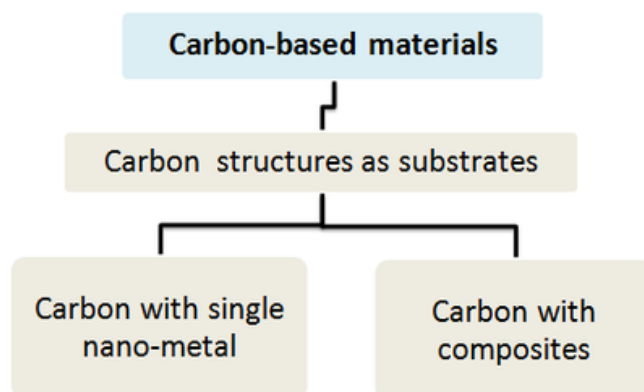 Carbon-based materials
Carbon structures as substrates
Carbon with single
nano-metal
Carbon with
composites